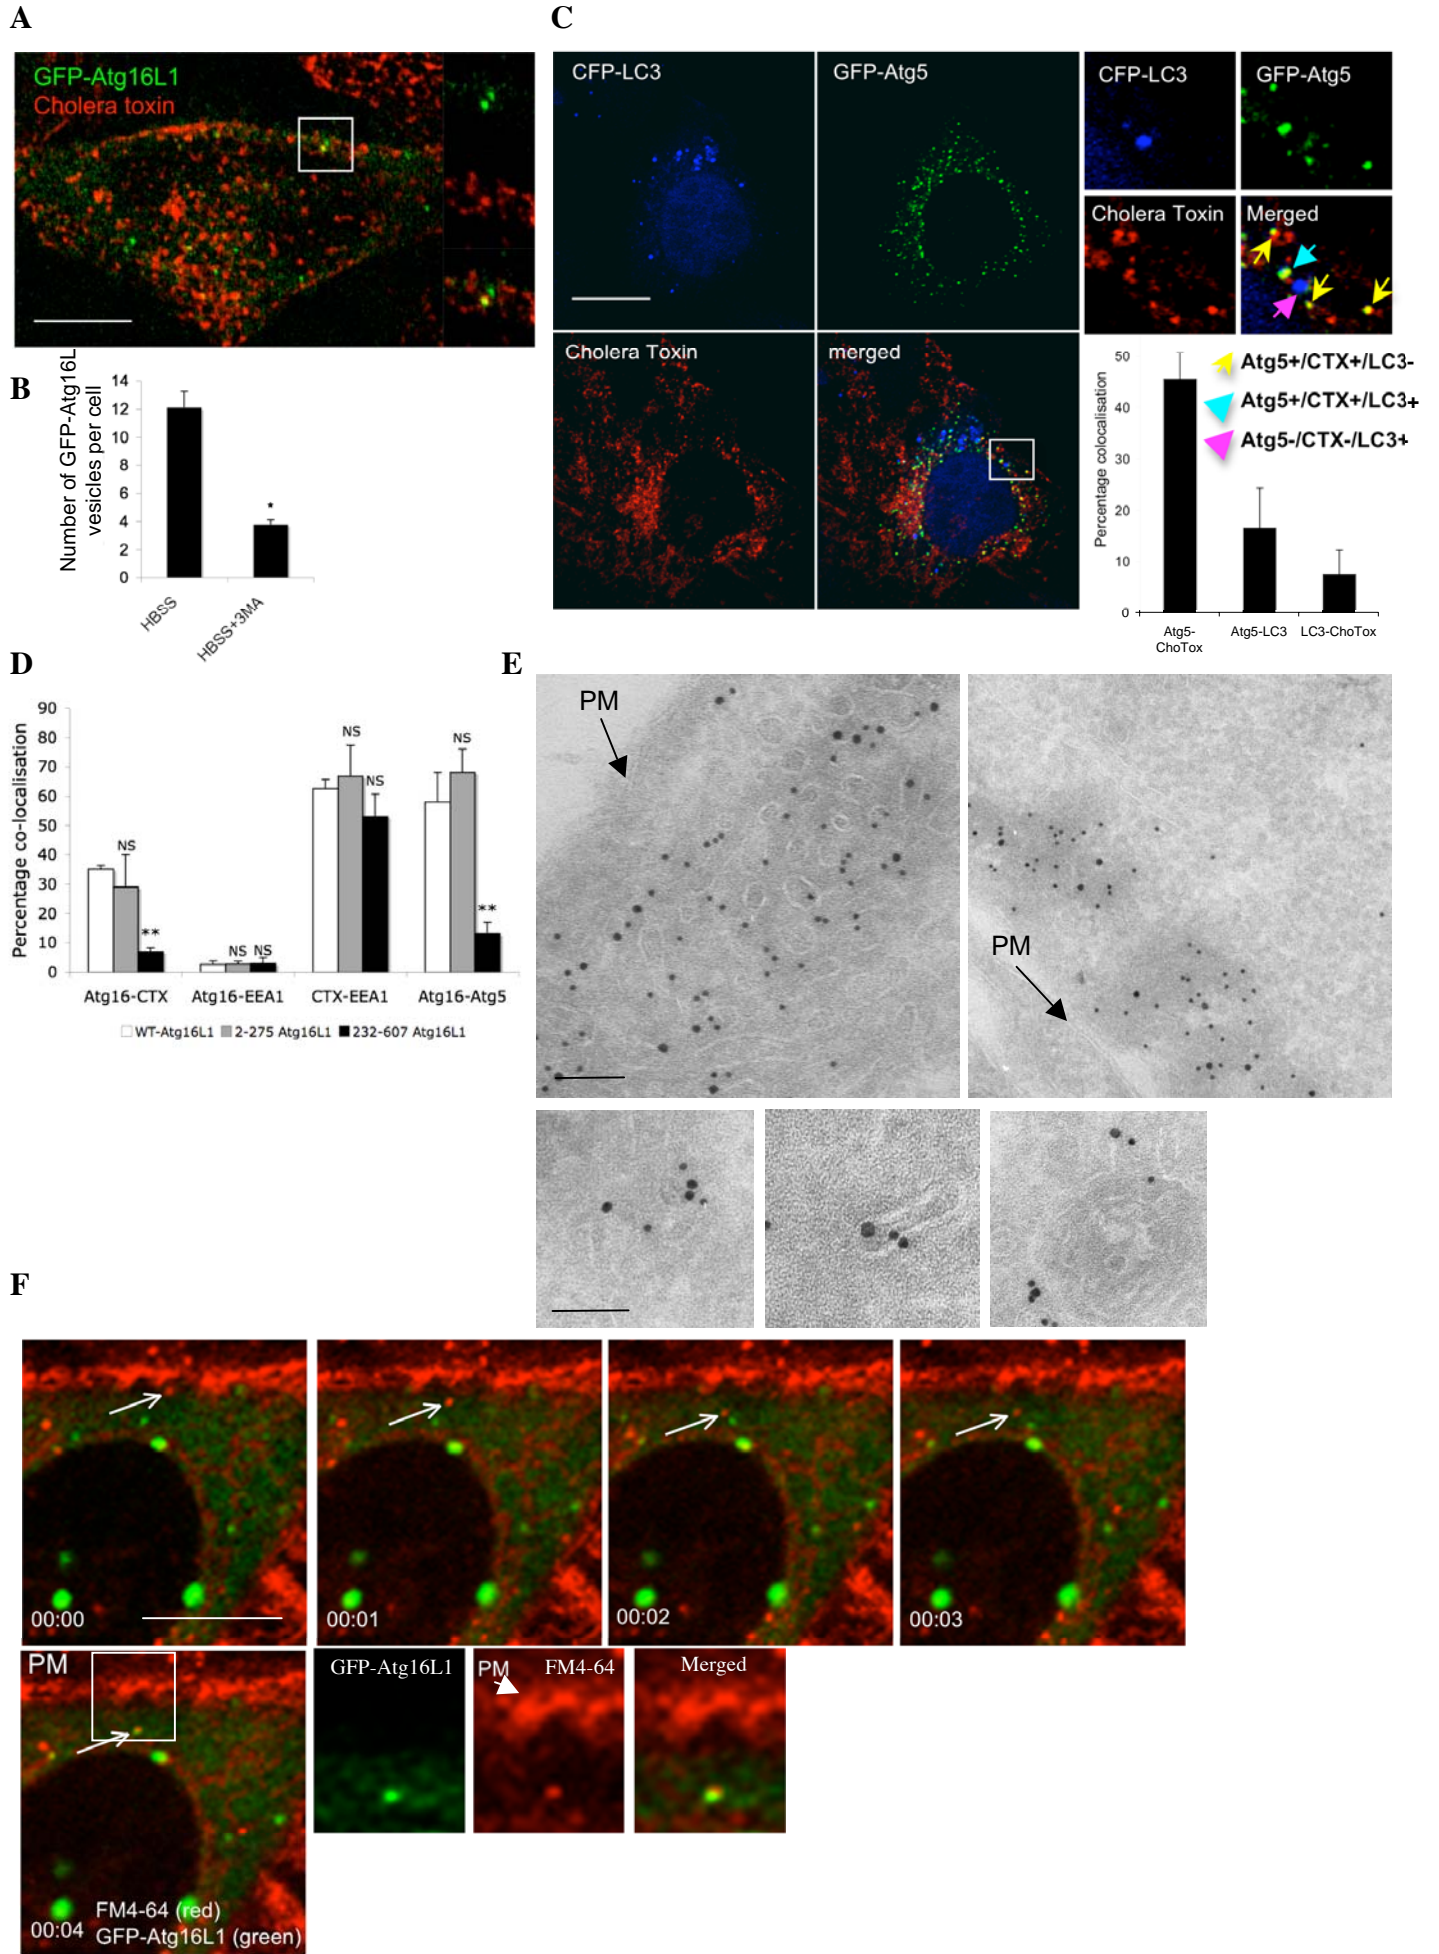 A
GFP-Atg16L1
Cholera toxin
B
Number of GFP-Atg16L
vesicles per cell
14
12
10
8
6
4
2
0
*
HBSS
HBSS+3MA
C
CFP-LC3
GFP-Atg5
Cholera Toxin
merged
CFP-LC3
GFP-Atg5
Cholera Toxin
Merged
Percentage colocalisation
50
40
30
20
10
0
Atg5+/CTX+/LC3-
Atg5+/CTX+/LC3+
Atg5-/CTX-/LC3+
Atg5-
ChoTox
Atg5-LC3
LC3-ChoTox
D
Percentage co-localisation
90
80
70
60
50
40
30
20
10
0
NS
**
NS
NS
NS
NS
NS
**
Atg16-CTX
Atg16-EEA1
CTX-EEA1
Atg16-Atg5
WT-Atg16L1
2-275 Atg16L1
232-607 Atg16L1
E
PM
PM
F
00:00
00:01
00:02
00:03
PM
00:04
FM4-64 (red)
GFP-Atg16L1 (green)
GFP-Atg16L1
PM
FM4-64
Merged